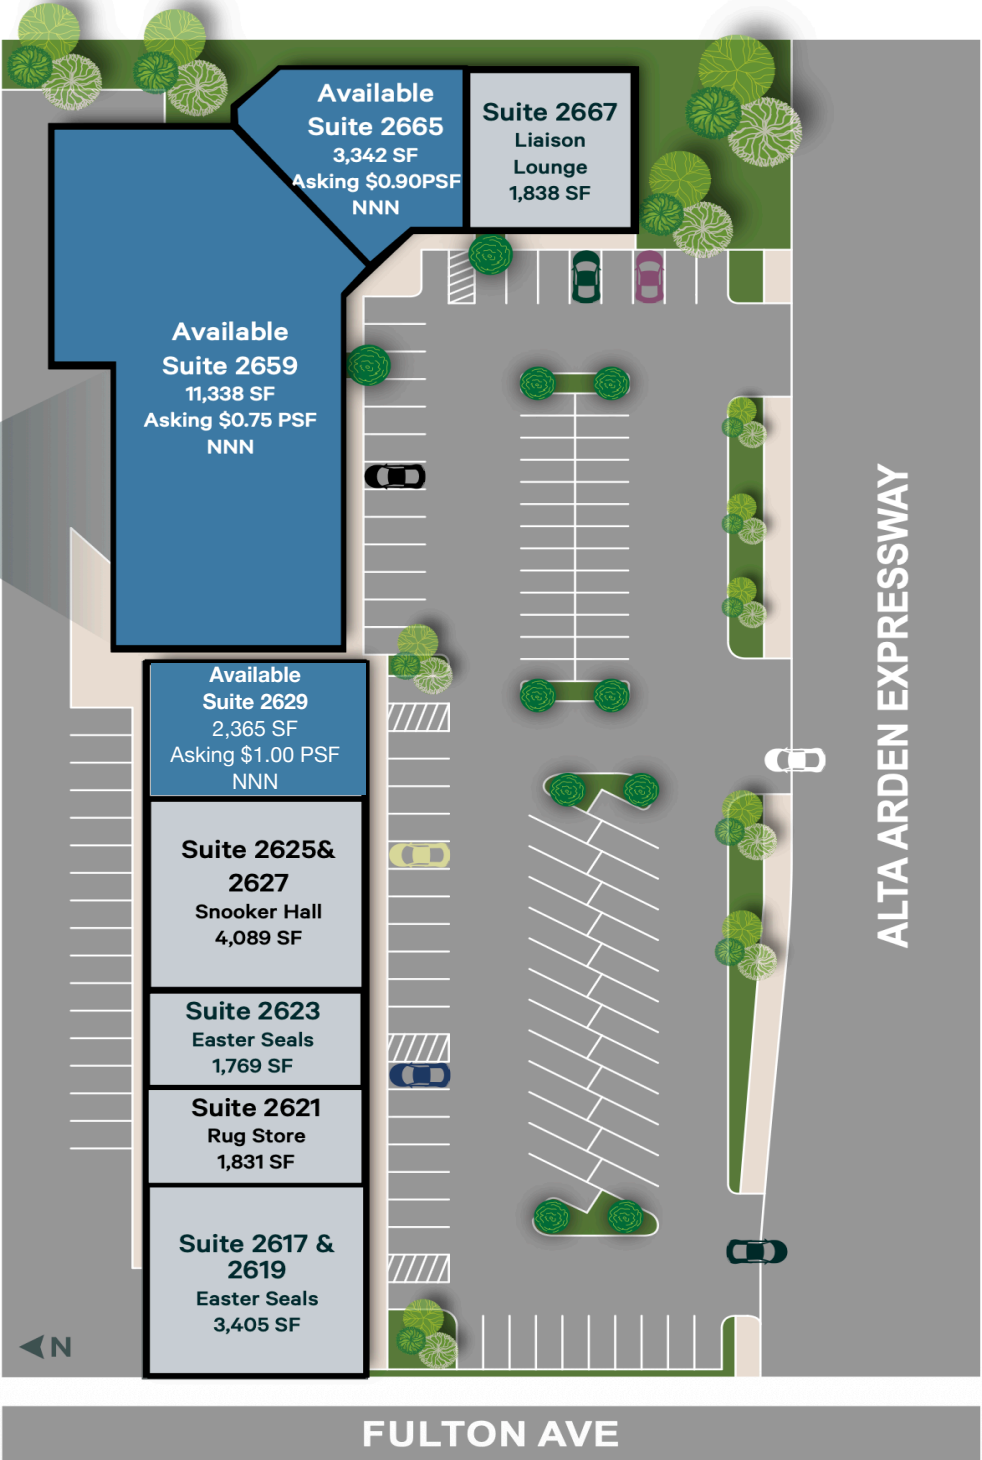 Available
Suite 2665
3,342 SF
Asking $0.90PSF
NNN
Suite 2667
Liaison
Lounge
1,838 SF
Available
Suite 2659
11,338 SF
Asking $0.75 PSF
NNN
Available
Suite 2629
2,365 SF
Asking $1.00 PSF
NNN
Suite 2625&
2627
Snooker Hall
4,089 SF
Suite 2623
Easter Seals
1,769 SF
Suite 2621
Rug Store
1,831 SF
Suite 2617 &
2619
Easter Seals
3,405 SF
ALTA ARDEN EXPRESSWAY
N
FULTON AVE